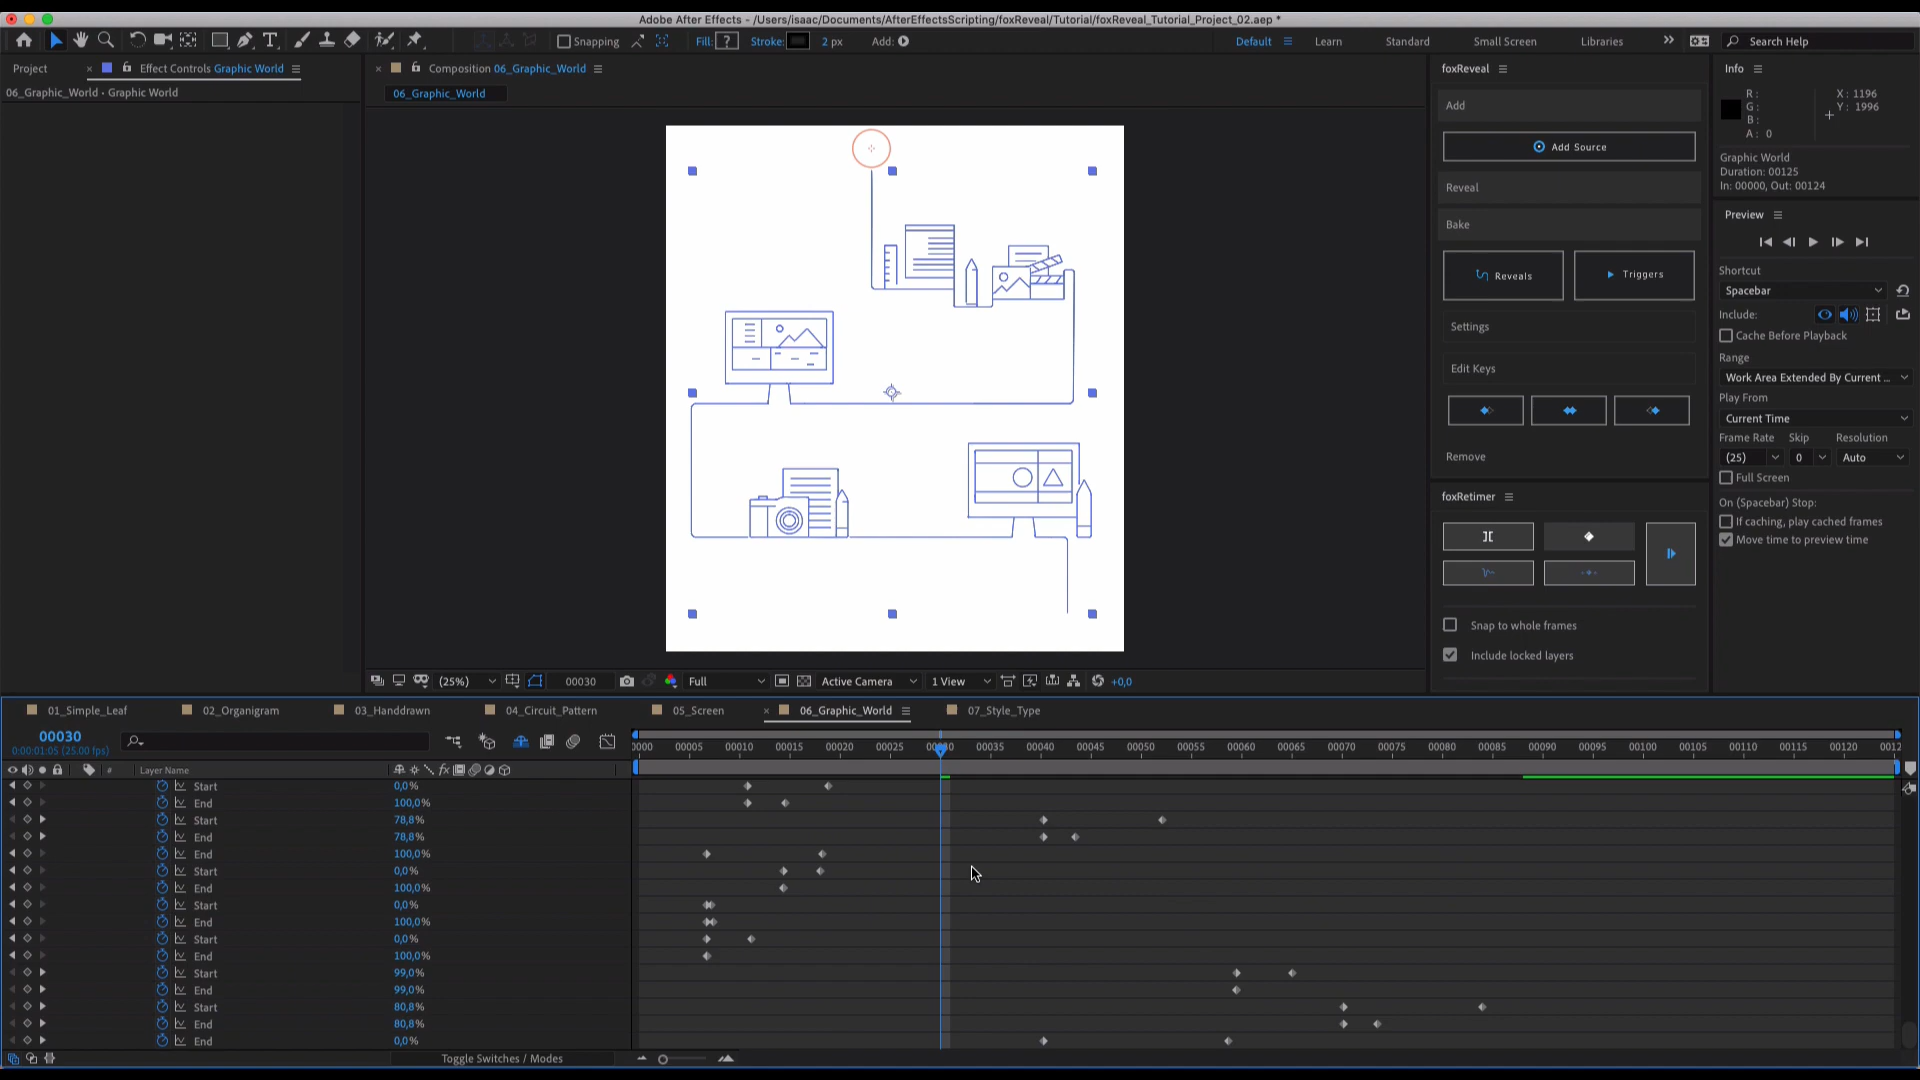 Adobe After Effects - /Users/isaac/Documents/AfterEffectsScripting/foxReveal/Tutorial/foxReveal_Tutorial_Project_02.aep *
Snapping
Fill: ?
Stroke:
2 px
Add:
Default
Learn
Standard
Small Screen
Libraries
Search Help
Project
Effect Controls Graphic World
06_Graphic_World • Graphic World
Composition 06_Graphic_World
06_Graphic_World
(25%)
00030
Full
Active Camera
1 View
+0,0
foxReveal
Add
Add Source
Reveal
Bake
Reveals
Triggers
Settings
Edit Keys
Remove
foxRetimer
Snap to whole frames
Include locked layers
Info
R :
G :
B :
A : 0
X : 1196
Y : 1996
Graphic World
Duration: 00125
In: 00000, Out: 00124
Preview
Shortcut
Spacebar
Include:
Cache Before Playback
Range
Work Area Extended By Current ...
Play From
Current Time
Frame Rate Skip Resolution
(25) 0 Auto
Full Screen
On (Spacebar) Stop:
If caching, play cached frames
Move time to preview time
01_Simple_Leaf
02_Organigram
03_Handdrawn
04_Circuit_Pattern
05_Screen
06_Graphic_World
07_Style_Type
00030
0:00:01:05 (25.00 fps)
0000 00005 00010 00015 00020 00025 00030 00035 00040 00045 00050 00055 00060 00065 00070 00075 00080 00085 00090 00095 00100 00105 00110 00115 00120 0012
# Layer Name
fx
Start 0,0%
End 100,0%
Start 78,8%
End 78,8%
End 100,0%
Start 0,0%
End 100,0%
Start 0,0%
End 100,0%
Start 0,0%
End 100,0%
Start 99,0%
End 99,0%
Start 80,8%
End 80,8%
End 0,0%
Toggle Switches / Modes